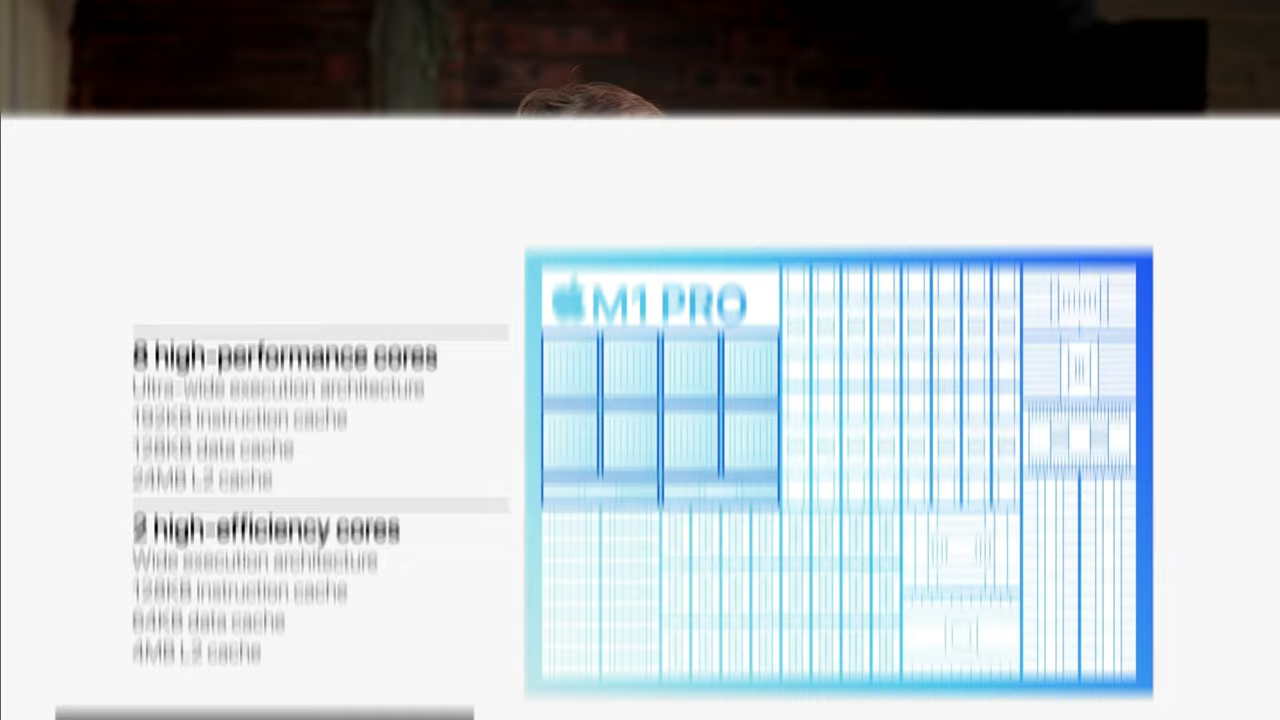 M1 PRO
8 high-performance cores
Ultra-wide execution architecture
192KB instruction cache
128KB data cache
24MB L2 cache
2 high-efficiency cores
Wide execution architecture
128KB instruction cache
64KB data cache
4MB L2 cache